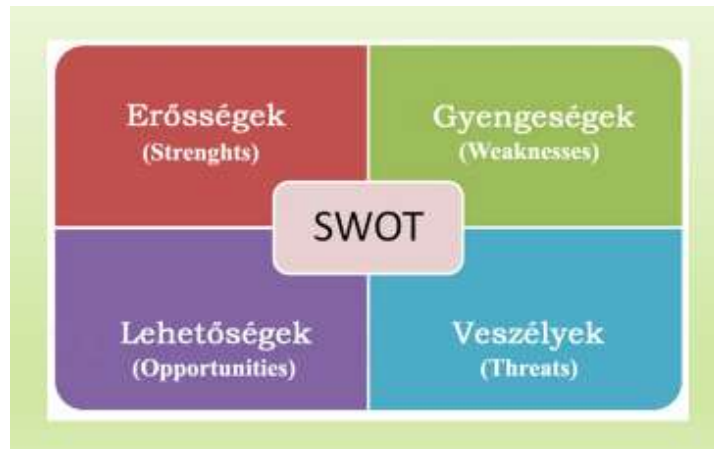 Erősségek
(Strenghts)
Gyengeségek
(Weaknesses)
SWOT
Lehetőségek
(Opportunities)
Veszélyek
(Threats)